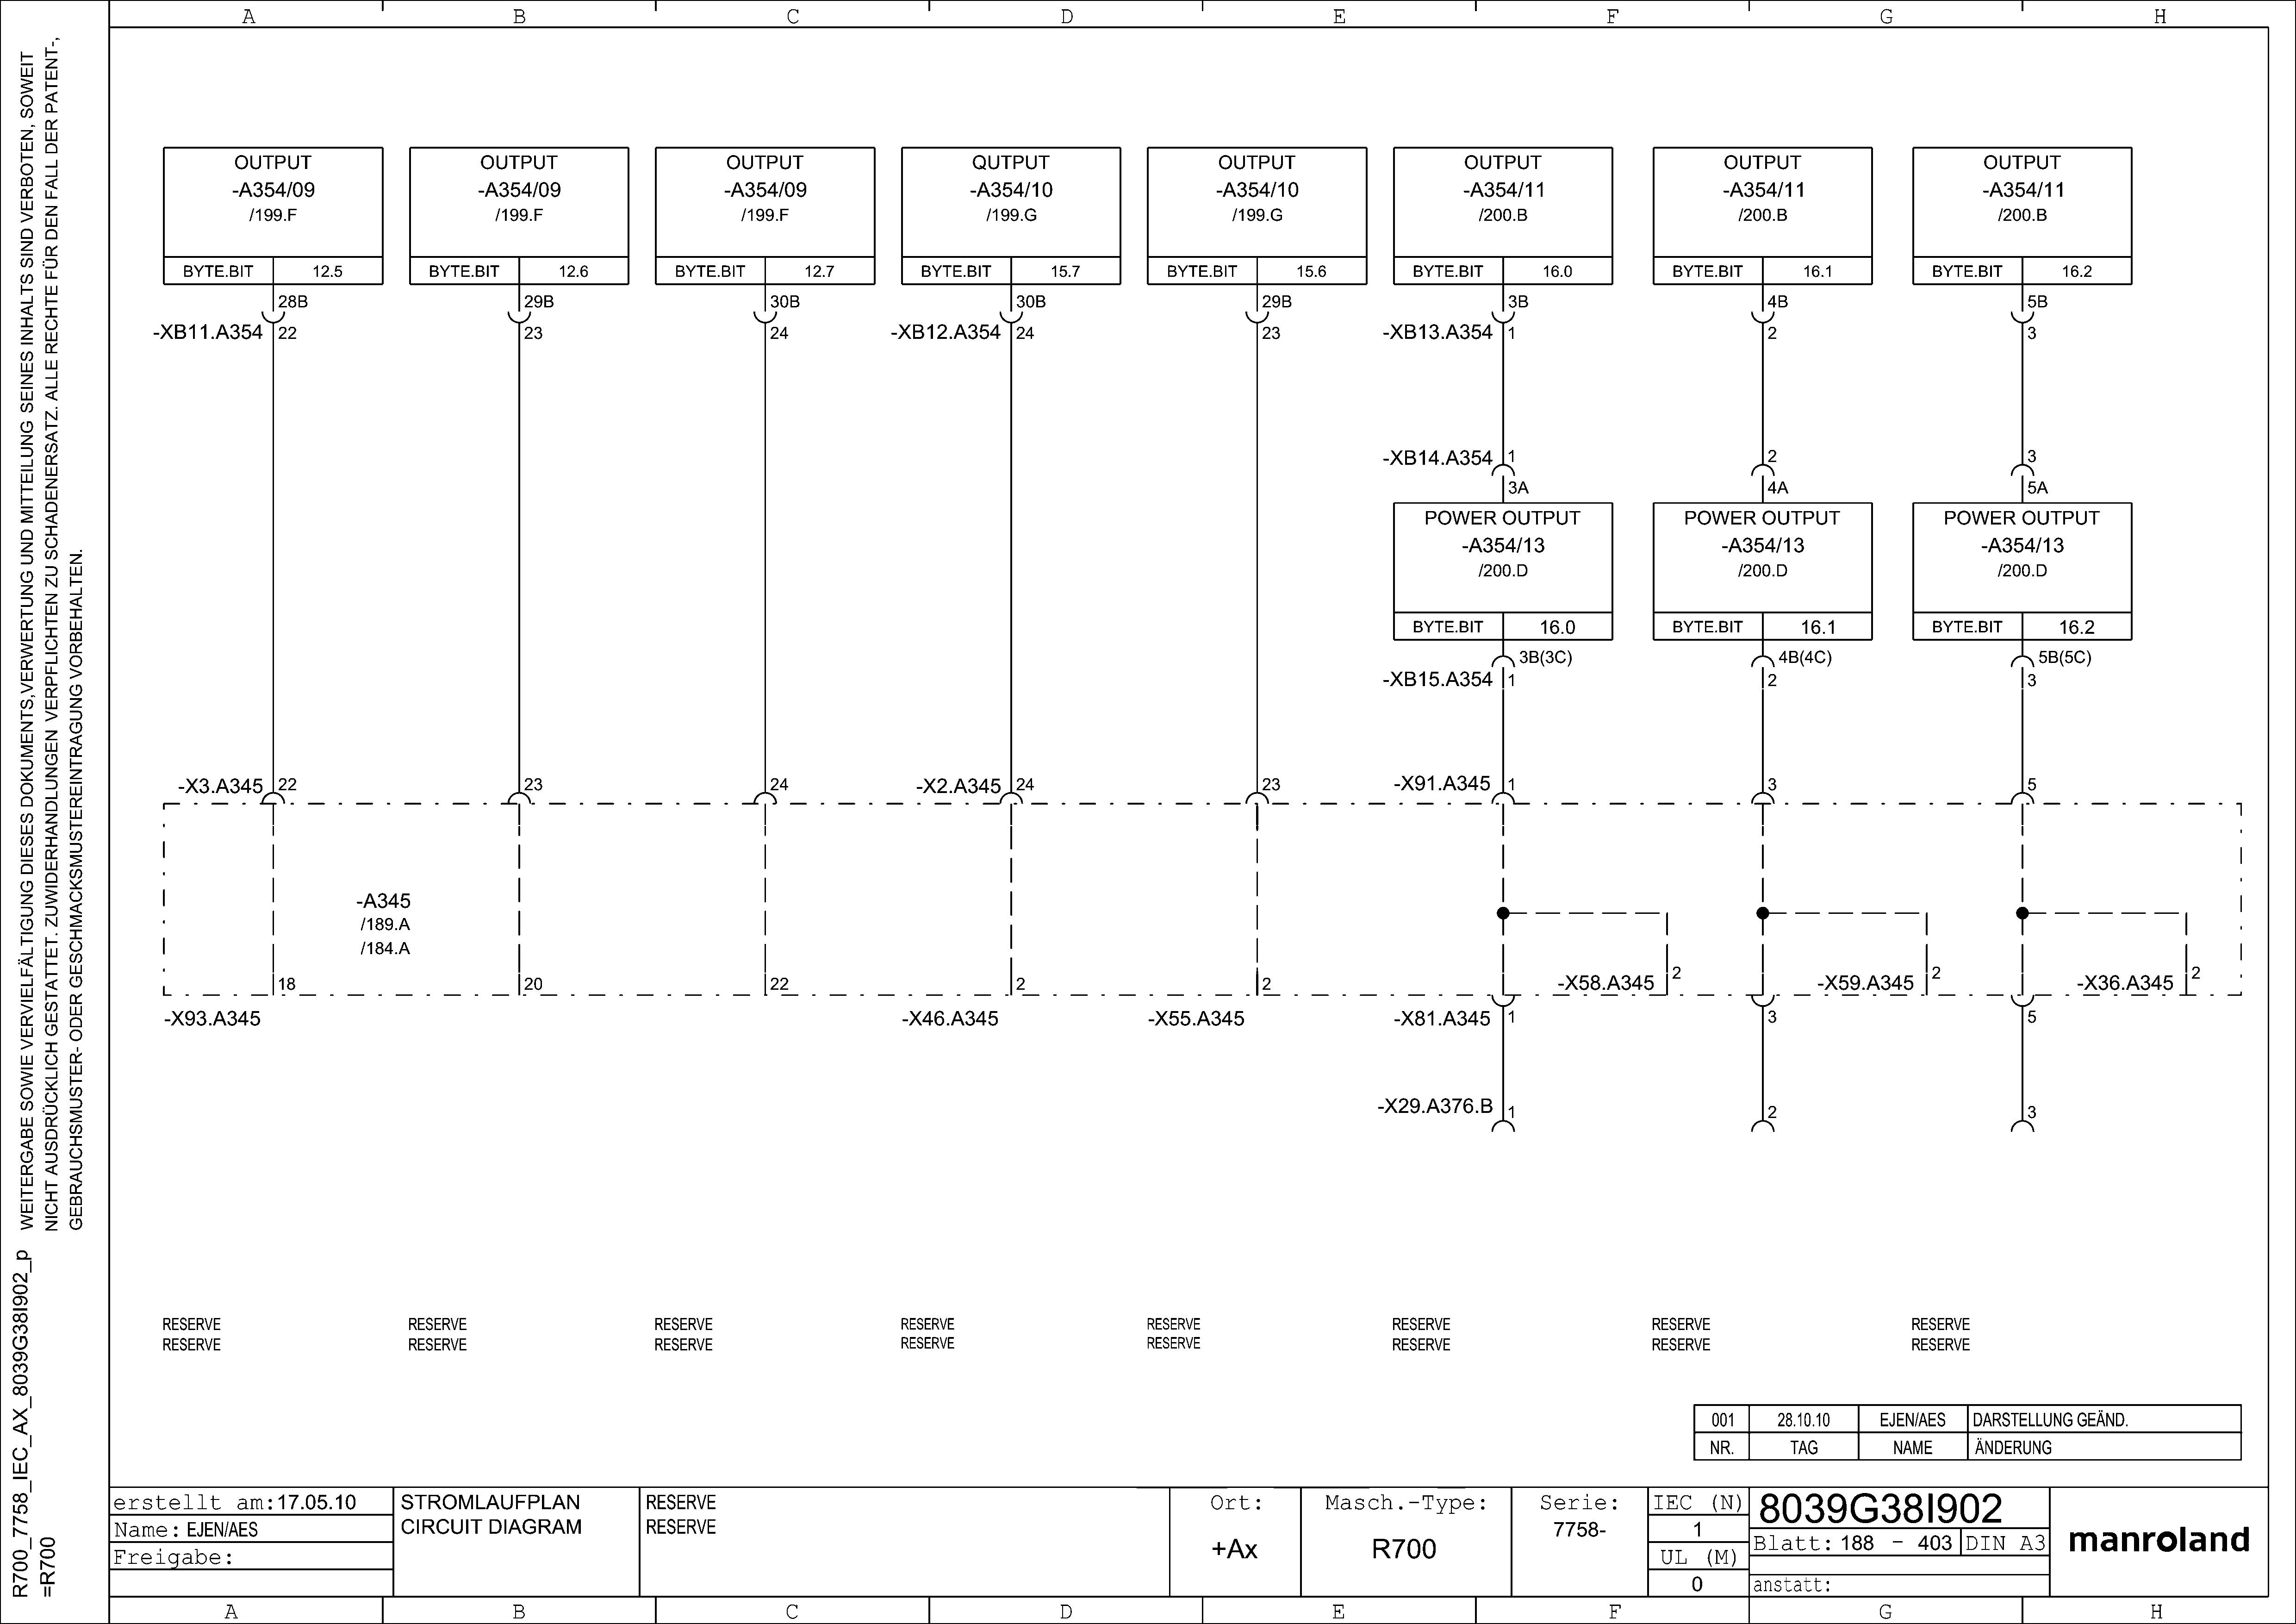 A B C D E F G H
WEITERGABE SOWIE VERVIELFÄLTIGUNG DIESES DOKUMENTS,VERWERTUNG UND MITTEILUNG SEINES INHALTS SIND VERBOTEN, SOWEIT
NICHT AUSDRÜCKLICH GESTATTET. ZUWIDERHANDLUNGEN VERPFLICHTEN ZU SCHADENERSATZ. ALLE RECHTE FÜR DEN FALL DER PATENT-,
GEBRAUCHSMUSTER- ODER GESCHMACKSMUSTEREINTRAGUNG VORBEHALTEN.
R700_7758_IEC_AX_8039G38I902_p
=R700
OUTPUT OUTPUT OUTPUT QUTPUT OUTPUT OUTPUT OUTPUT OUTPUT
-A354/09 -A354/09 -A354/09 -A354/10 -A354/10 -A354/11 -A354/11 -A354/11
/199.F /199.F /199.F /199.G /199.G /200.B /200.B /200.B
BYTE.BIT 12.5 BYTE.BIT 12.6 BYTE.BIT 12.7 BYTE.BIT 15.7 BYTE.BIT 15.6 BYTE.BIT 16.0 BYTE.BIT 16.1 BYTE.BIT 16.2
28B 29B 30B 30B 29B 3B 4B 5B
-XB11.A354 22 23 24 -XB12.A354 24 23 -XB13.A354 1 2 3
-XB14.A354 1 2 3
3A 4A 5A
POWER OUTPUT POWER OUTPUT POWER OUTPUT
-A354/13 -A354/13 -A354/13
/200.D /200.D /200.D
BYTE.BIT 16.0 BYTE.BIT 16.1 BYTE.BIT 16.2
3B(3C) 4B(4C) 5B(5C)
-XB15.A354 1 2 3
-X3.A345 22 23 24 -X2.A345 24 23 -X91.A345 1 3 5
-A345
/189.A
/184.A
18 20 22 2 2 -X58.A345 2 -X59.A345 2 -X36.A345 2
-X93.A345 -X46.A345 -X55.A345 -X81.A345 1 3 5
-X29.A376.B 1 2 3
RESERVE RESERVE RESERVE RESERVE RESERVE RESERVE RESERVE RESERVE
RESERVE RESERVE RESERVE RESERVE RESERVE RESERVE RESERVE RESERVE
001 28.10.10 EJEN/AES DARSTELLUNG GEÄND.
NR. TAG NAME ÄNDERUNG
erstellt am:17.05.10 STROMLAUFPLAN RESERVE Ort: Masch.-Type: Serie: IEC (N) 8039G38I902
Name: EJEN/AES CIRCUIT DIAGRAM RESERVE 7758- 1
Freigabe: +Ax R700 UL (M) Blatt: 188 - 403 DIN A3 manroland
0 anstatt:
A B C D E F G H